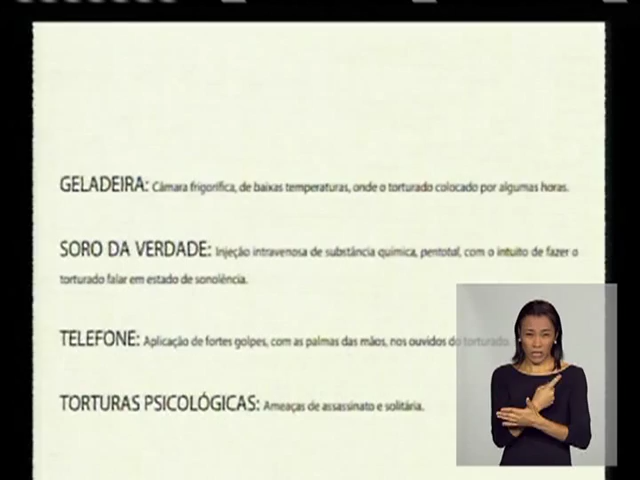 GELADEIRA: Câmara frigorífica, de baixas temperaturas, onde o torturado colocado por algumas horas.
SORO DA VERDADE: Injeção intravenosa de substância química, pentotal, com o intuito de fazer o
torturado falar em estado de sonolência.
TELEFONE: Aplicação de fortes golpes, com as palmas das mãos, nos ouvidos do torturado.
TORTURAS PSICOLÓGICAS: Ameaças de assassinato e solitária.